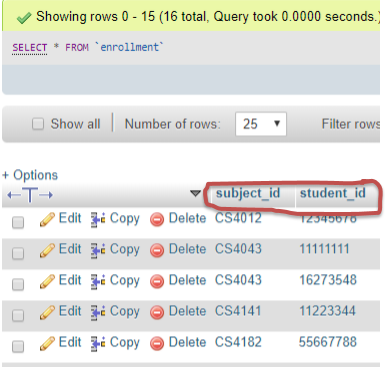 Showing rows 0 - 15 (16 total, Query took 0.0000 seconds.)
SELECT * FROM `enrollment`
Show all Number of rows: 25 Filter rows
+ Options
subject_id student_id
Edit Copy Delete CS4012 12345678
Edit Copy Delete CS4043 11111111
Edit Copy Delete CS4043 16273548
Edit Copy Delete CS4141 11223344
Edit Copy Delete CS4182 55667788